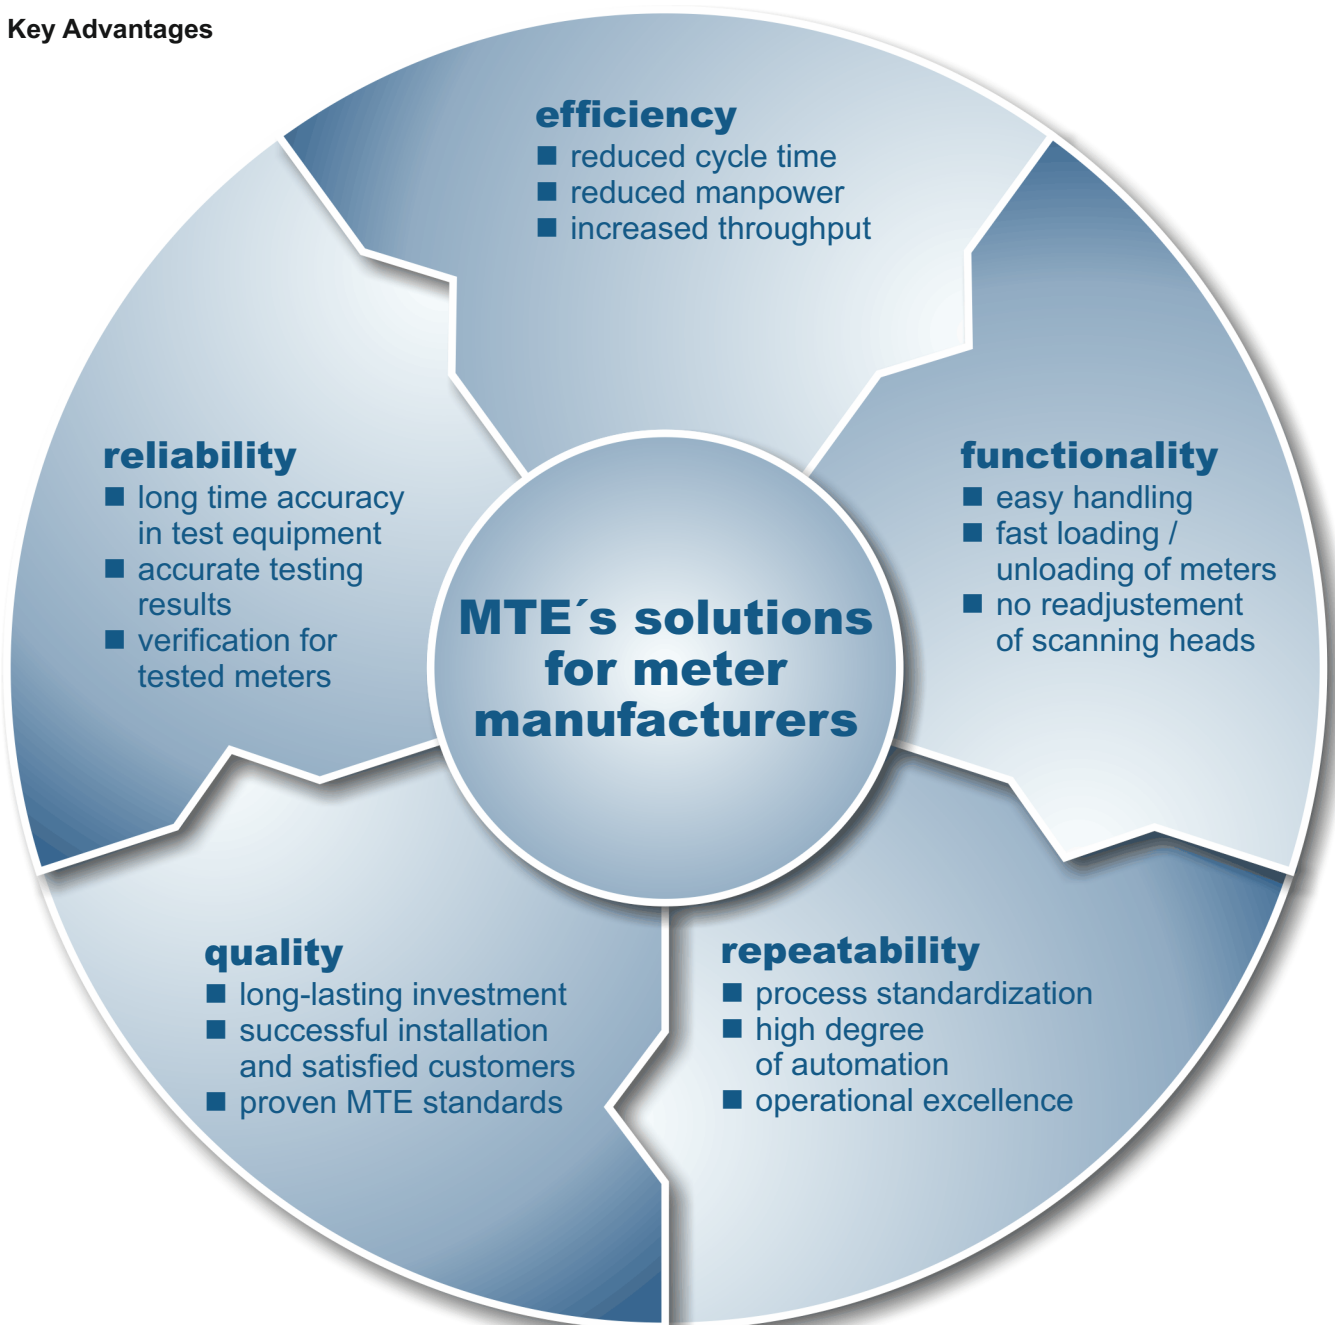 Key Advantages
efficiency
■ reduced cycle time
■ reduced manpower
■ increased throughput
functionality
■ easy handling
■ fast loading /
unloading of meters
■ no readjustement
of scanning heads
repeatability
■ process standardization
■ high degree
of automation
■ operational excellence
quality
■ long-lasting investment
■ successful installation
and satisfied customers
■ proven MTE standards
reliability
■ long time accuracy
in test equipment
■ accurate testing
results
■ verification for
tested meters
MTE´s solutions
for meter
manufacturers